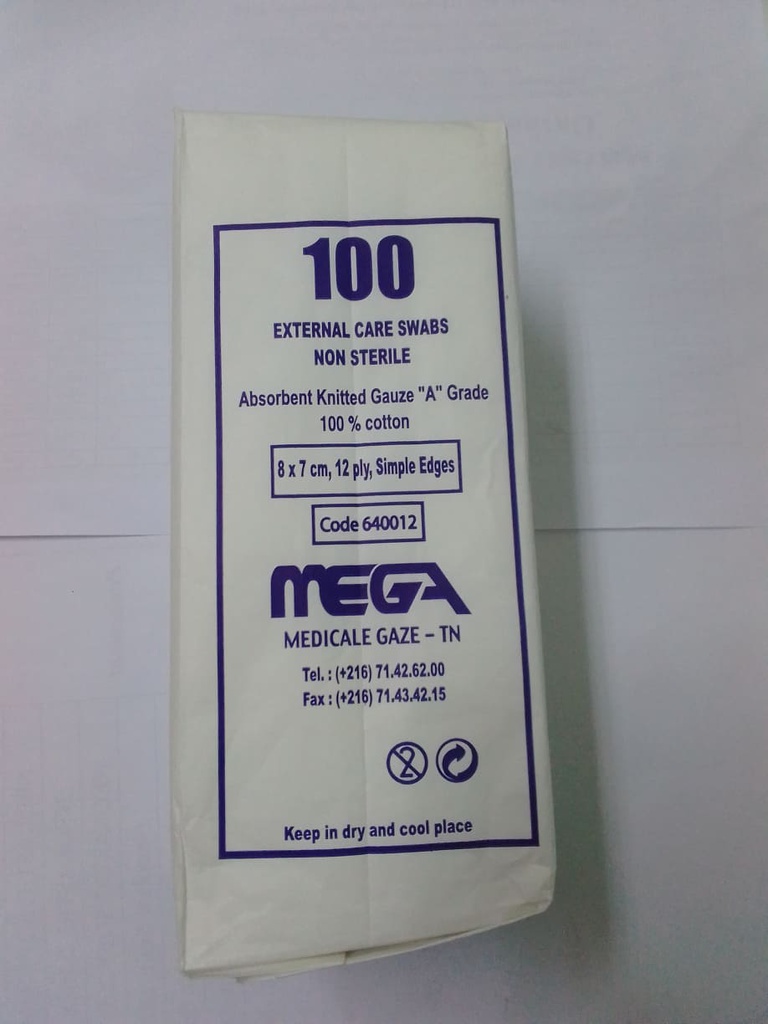 100
EXTERNAL CARE SWABS
NON STERILE
Absorbent Knitted Gauze "A" Grade
100 % cotton
8 x 7 cm, 12 ply, Simple Edges
Code 640012
MEGA
MEDICALE GAZE – TN
Tel. : (+216) 71.42.62.00
Fax : (+216) 71.43.42.15
2
Keep in dry and cool place